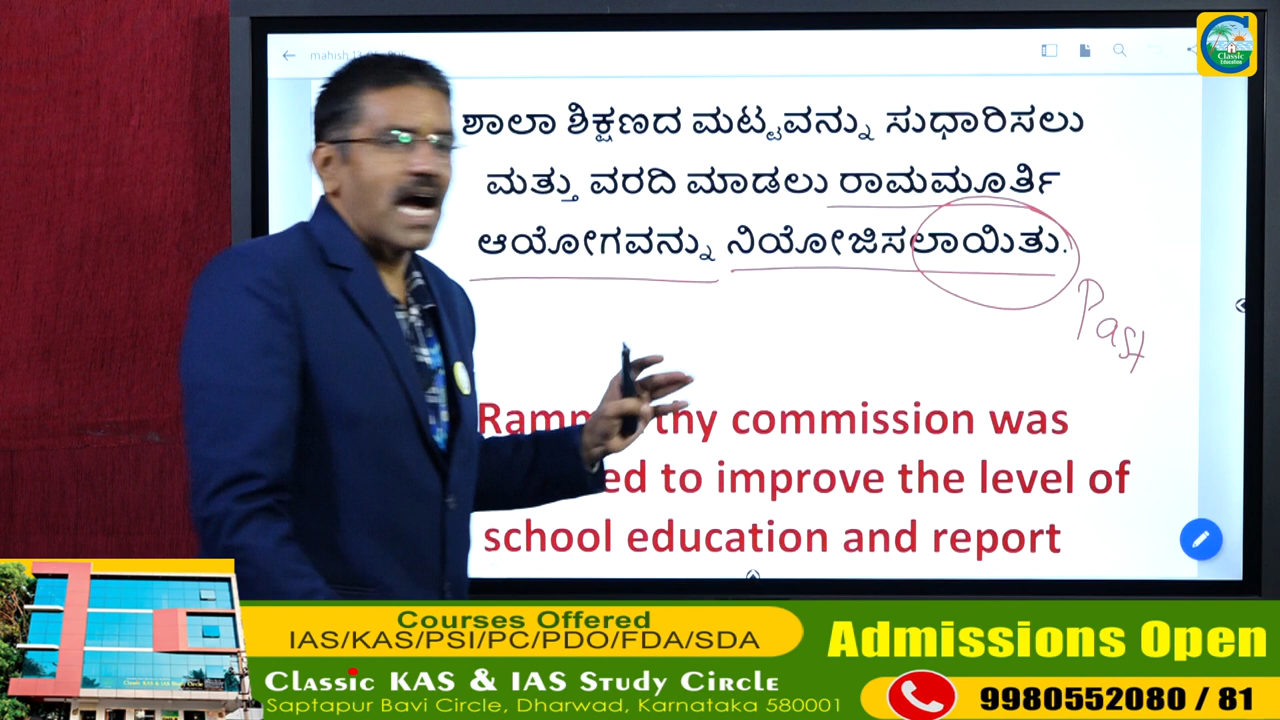 ಶಾಲಾ ಶಿಕ್ಷಣದ ಮಟ್ಟವನ್ನು ಸುಧಾರಿಸಲು
ಮತ್ತು ವರದಿ ಮಾಡಲು ರಾಮಮೂರ್ತಿ
ಆಯೋಗವನ್ನು ನಿಯೋಜಿಸಲಾಯಿತು.
Past
commission was
to improve the level of
school education and report
Classic
Education
Courses Offered
IAS/KAS/PSI/PC/PDO/FDA/SDA
Classic KAS & IAS Study Circle
Saptapur Bavi Circle, Dharwad, Karnataka 580001
Admissions Open
9980552080 / 81